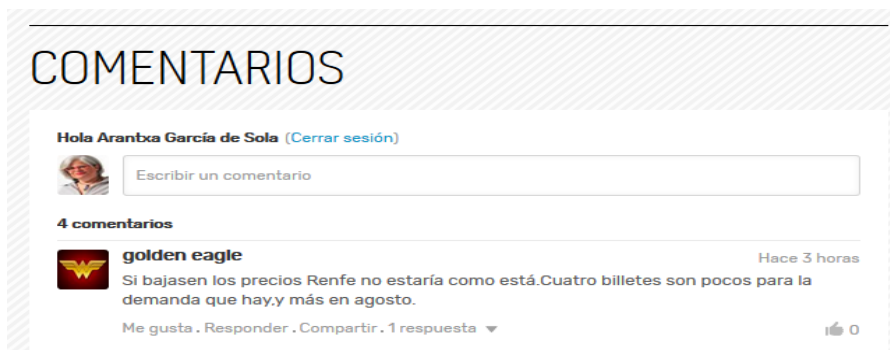 COMENTARIOS
Hola Arantxa García de Sola (Cerrar sesión)
Escribir un comentario
4 comentarios
golden eagle
Hace 3 horas
Si bajasen los precios Renfe no estaría como está.Cuatro billetes son pocos para la
demanda que hay,y más en agosto.
Me gusta . Responder . Compartir . 1 respuesta
0